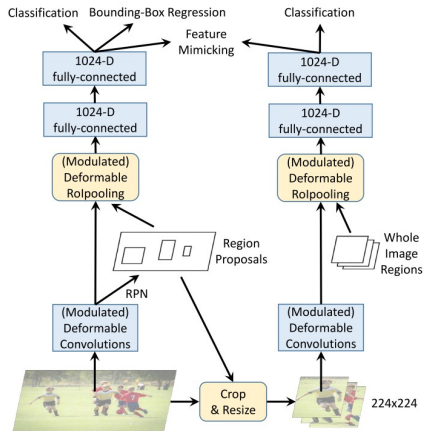 Classification
Bounding-Box Regression
Classification
Feature
Mimicking
1024-D
fully-connected
1024-D
fully-connected
1024-D
fully-connected
1024-D
fully-connected
(Modulated)
Deformable
RoIpooling
(Modulated)
Deformable
RoIpooling
Region
Proposals
Whole
Image
Regions
RPN
(Modulated)
Deformable
Convolutions
(Modulated)
Deformable
Convolutions
Crop
& Resize
224x224